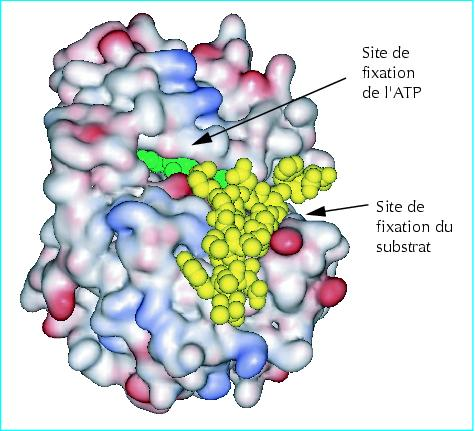 Site de
fixation
de l'ATP
Site de
fixation du
substrat